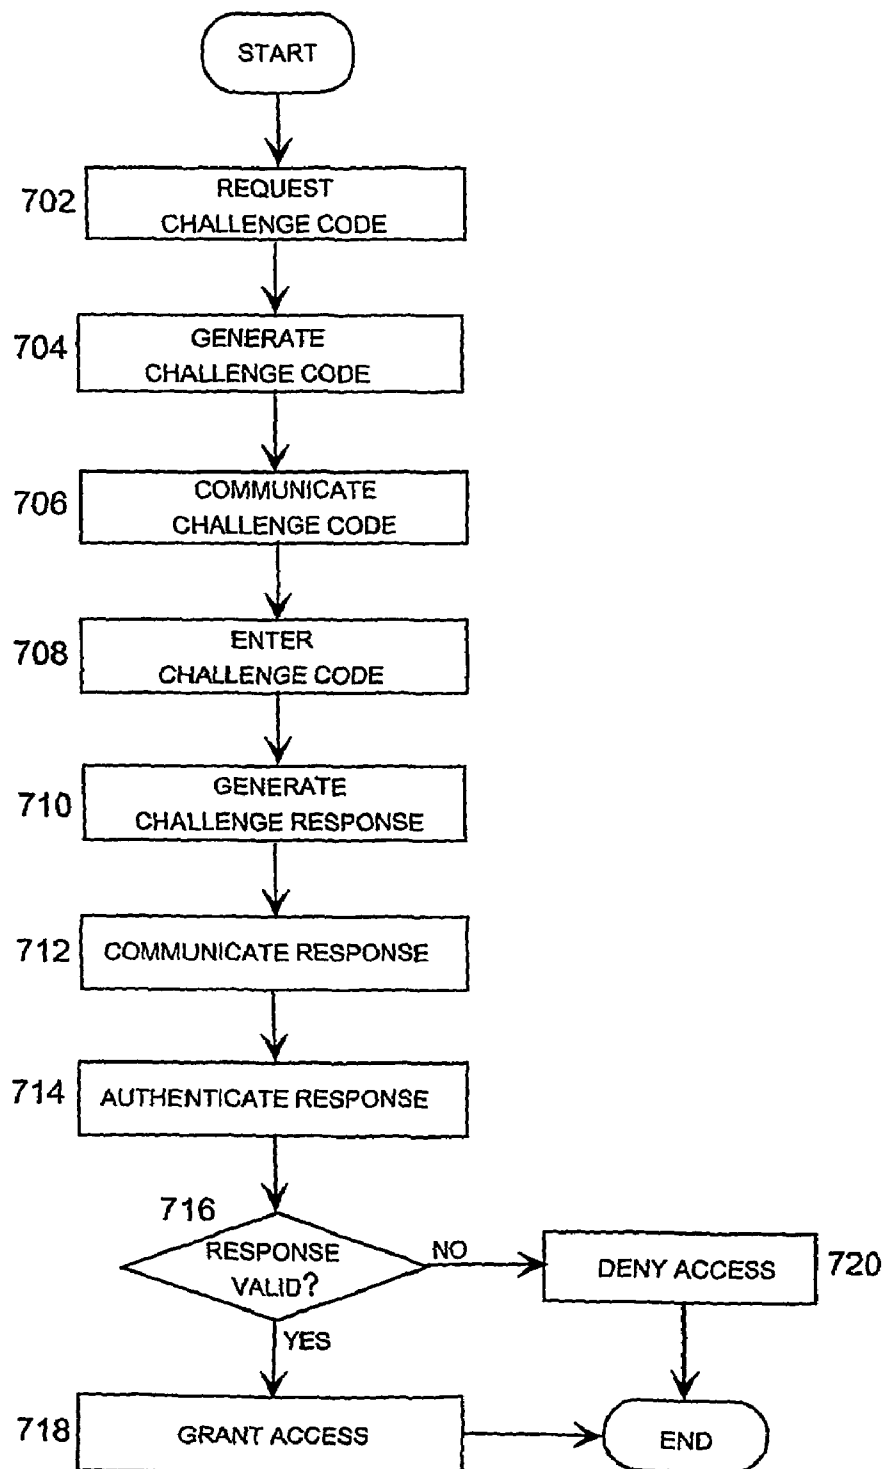 START
702
REQUEST
CHALLENGE CODE
704
GENERATE
CHALLENGE CODE
706
COMMUNICATE
CHALLENGE CODE
708
ENTER
CHALLENGE CODE
710
GENERATE
CHALLENGE RESPONSE
712
COMMUNICATE RESPONSE
714
AUTHENTICATE RESPONSE
716
RESPONSE
VALID?
NO
DENY ACCESS
720
YES
718
GRANT ACCESS
END